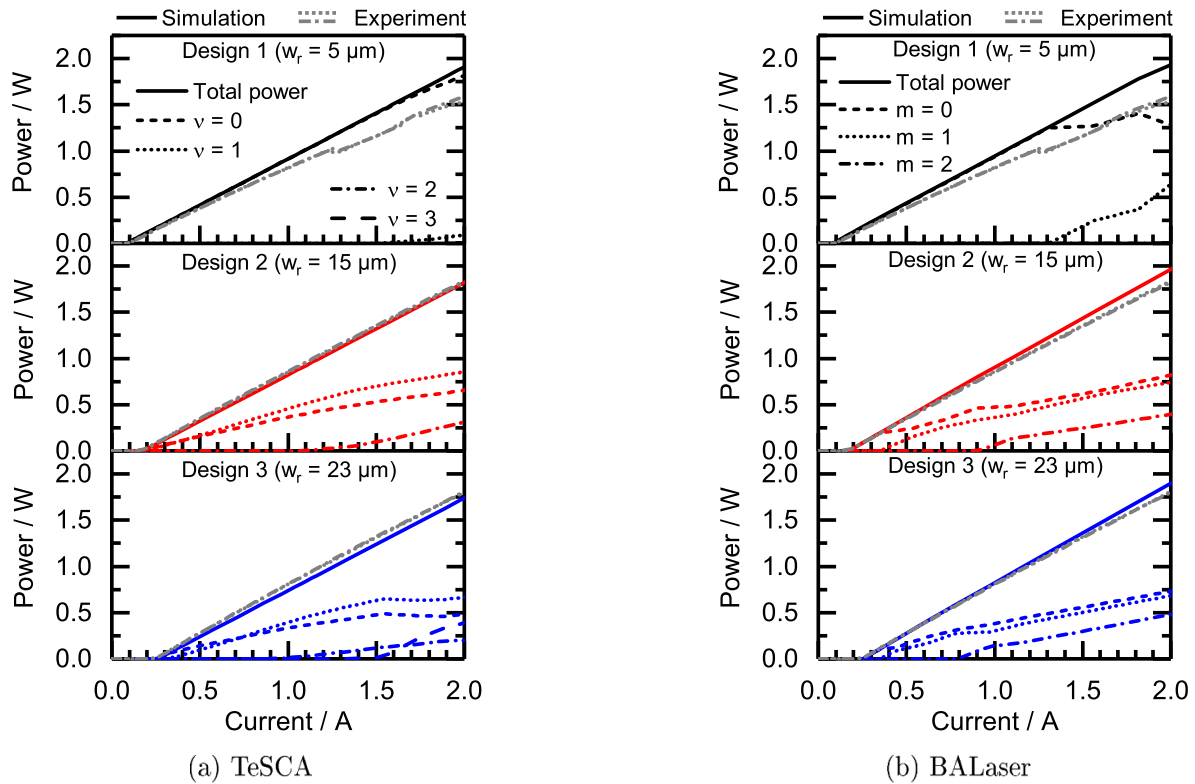 Simulation Experiment
Design 1 (wr = 5 µm)
Total power
ν = 0
ν = 1
ν = 2
ν = 3
Power / W
2.0
1.5
1.0
0.5
0.0
Design 2 (wr = 15 µm)
Power / W
2.0
1.5
1.0
0.5
0.0
Design 3 (wr = 23 µm)
Power / W
2.0
1.5
1.0
0.5
0.0
0.0 0.5 1.0 1.5 2.0
Current / A
(a) TeSCA
Simulation Experiment
Design 1 (wr = 5 µm)
Total power
m = 0
m = 1
m = 2
Power / W
2.0
1.5
1.0
0.5
0.0
Design 2 (wr = 15 µm)
Power / W
2.0
1.5
1.0
0.5
0.0
Design 3 (wr = 23 µm)
Power / W
2.0
1.5
1.0
0.5
0.0
0.0 0.5 1.0 1.5 2.0
Current / A
(b) BALaser